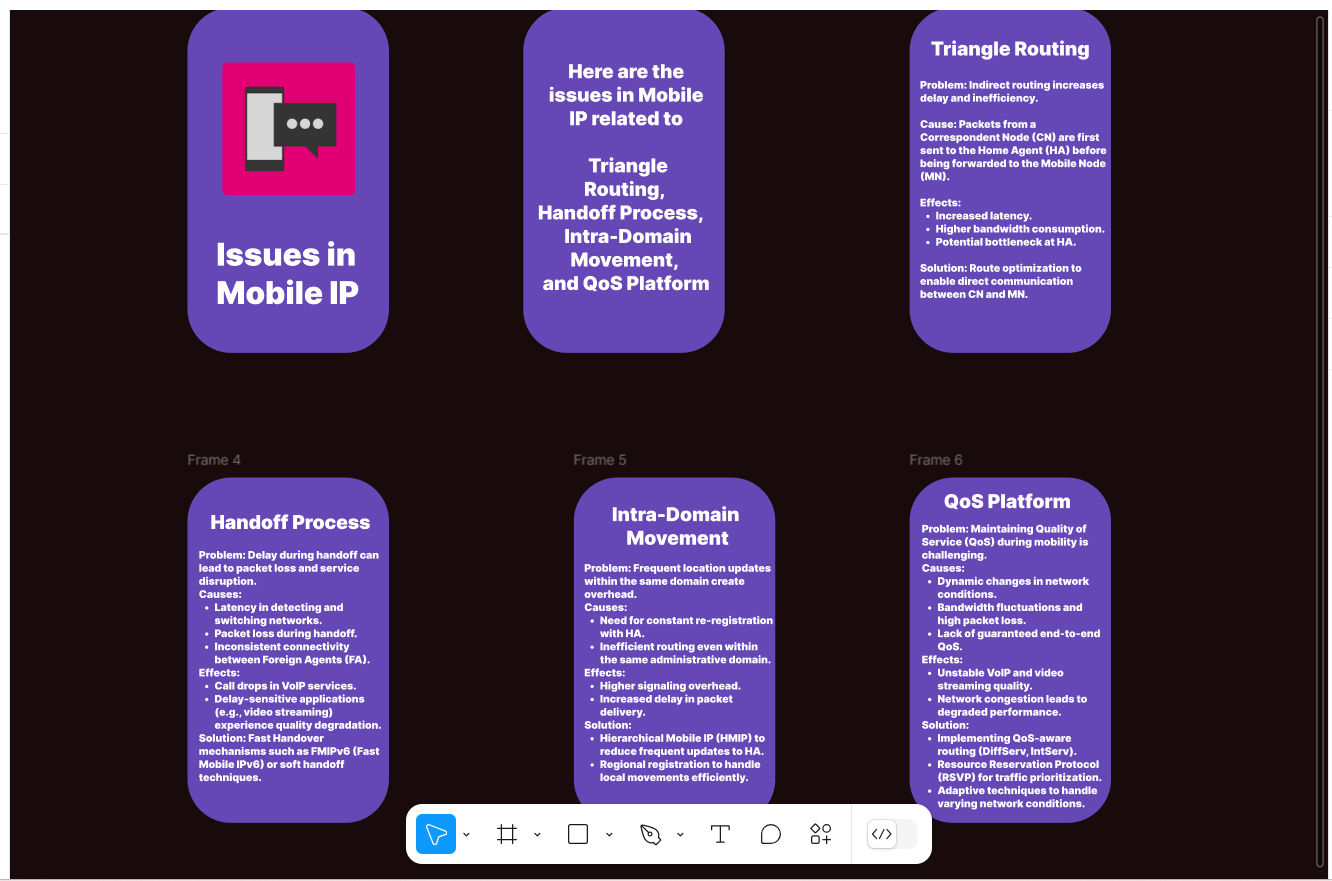 Issues in
Mobile IP
Here are the
issues in Mobile
IP related to
Triangle
Routing,
Handoff Process,
Intra-Domain
Movement,
and QoS Platform
Triangle Routing
Problem: Indirect routing increases
delay and inefficiency.
Cause: Packets from a
Correspondent Node (CN) are first
sent to the Home Agent (HA) before
being forwarded to the Mobile Node
(MN).
Effects:
• Increased latency.
• Higher bandwidth consumption.
• Potential bottleneck at HA.
Solution: Route optimization to
enable direct communication
between CN and MN.
Frame 4
Handoff Process
Problem: Delay during handoff can
lead to packet loss and service
disruption.
Causes:
• Latency in detecting and
switching networks.
• Packet loss during handoff.
• Inconsistent connectivity
between Foreign Agents (FA).
Effects:
• Call drops in VoIP services.
• Delay-sensitive applications
(e.g., video streaming)
experience quality degradation.
Solution: Fast Handover
mechanisms such as FMIPv6 (Fast
Mobile IPv6) or soft handoff
techniques.
Frame 5
Intra-Domain
Movement
Problem: Frequent location updates
within the same domain create
overhead.
Causes:
• Need for constant re-registration
with HA.
• Inefficient routing even within
the same administrative domain.
Effects:
• Higher signaling overhead.
• Increased delay in packet
delivery.
Solution:
• Hierarchical Mobile IP (HMIP) to
reduce frequent updates to HA.
• Regional registration to handle
local movements efficiently.
Frame 6
QoS Platform
Problem: Maintaining Quality of
Service (QoS) during mobility is
challenging.
Causes:
• Dynamic changes in network
conditions.
• Bandwidth fluctuations and
high packet loss.
• Lack of guaranteed end-to-end
QoS.
Effects:
• Unstable VoIP and video
streaming quality.
• Network congestion leads to
degraded performance.
Solution:
• Implementing QoS-aware
routing (DiffServ, IntServ).
• Resource Reservation Protocol
(RSVP) for traffic prioritization.
• Adaptive techniques to handle
varying network conditions.